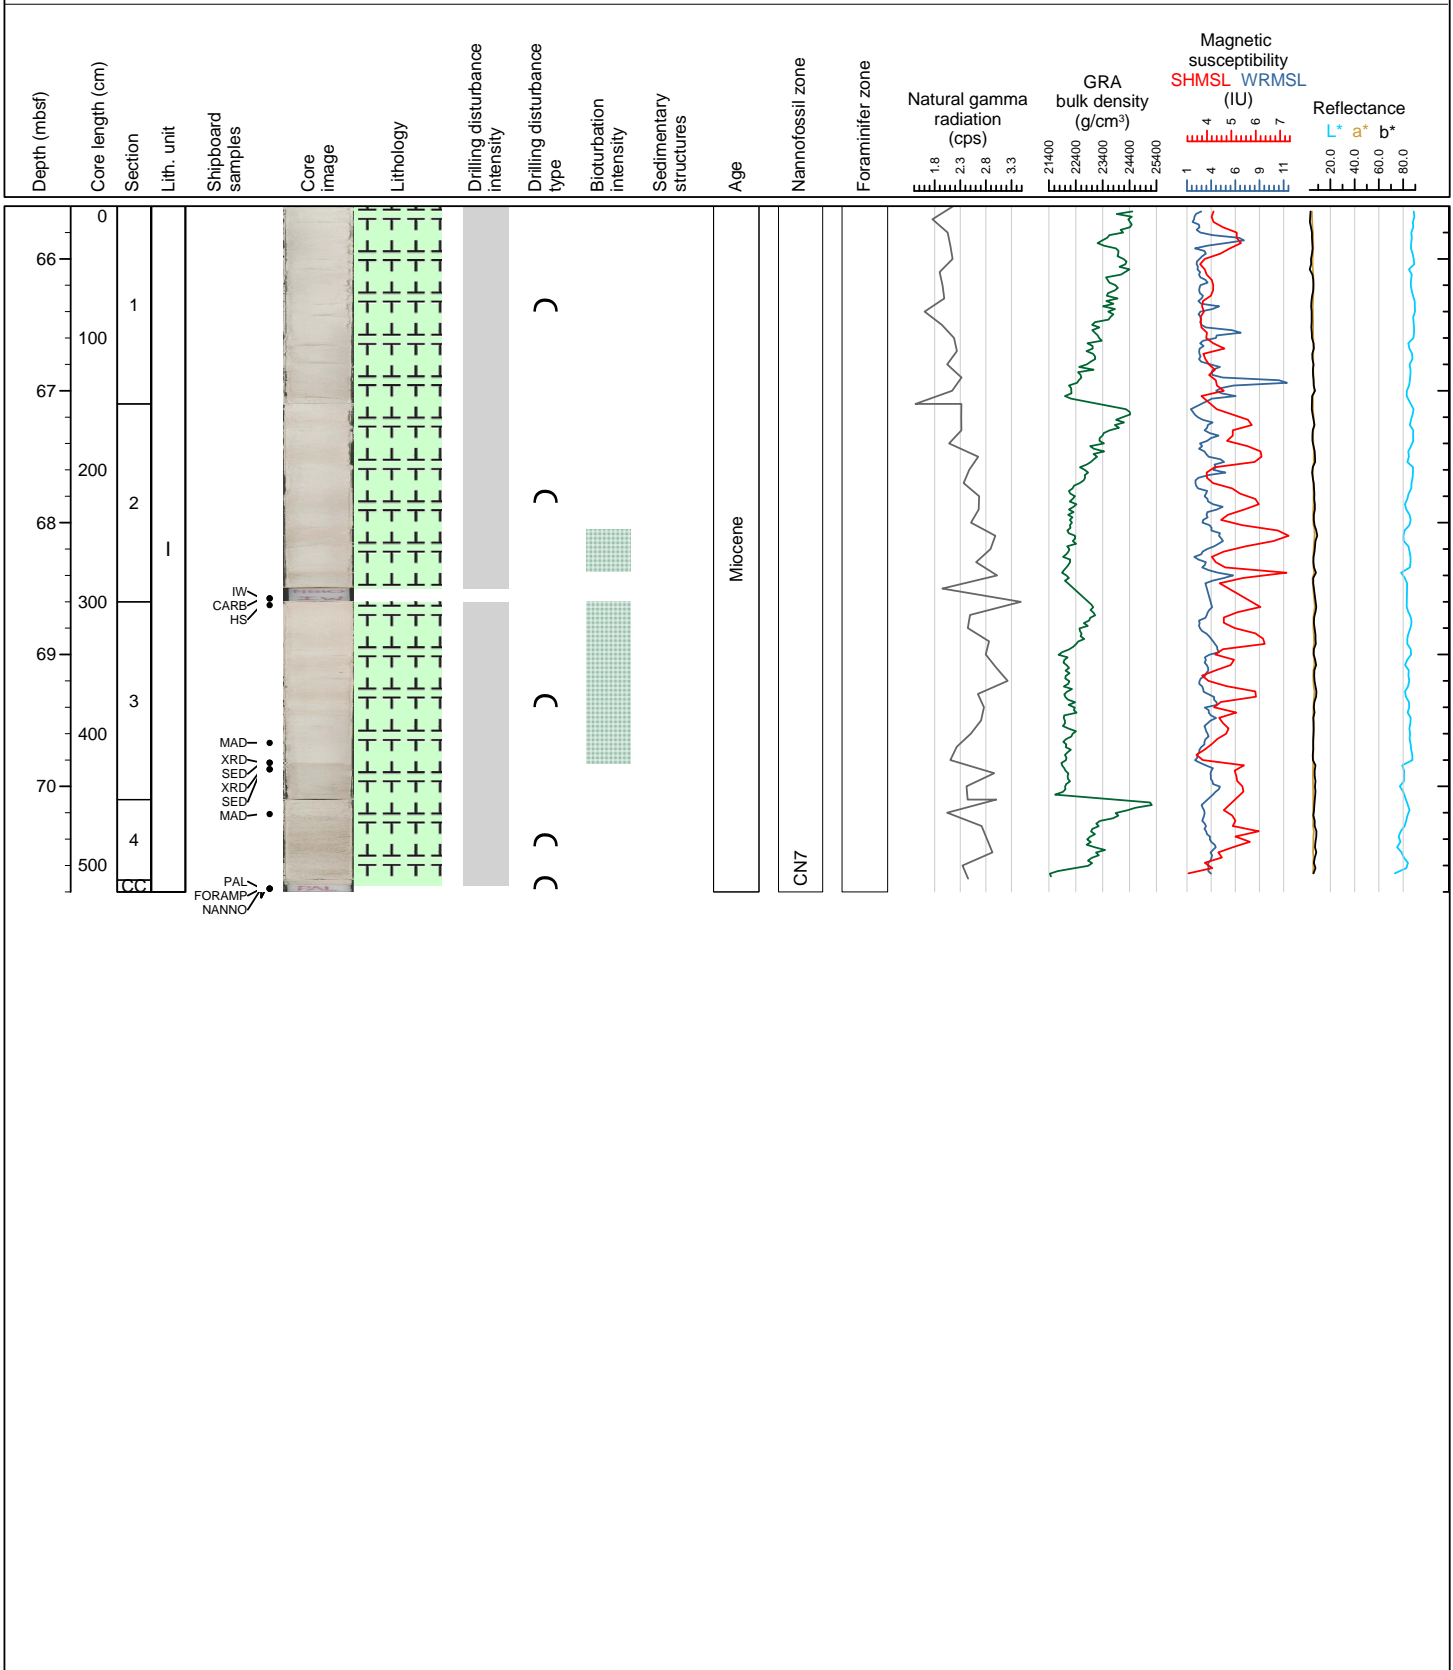 Depth (mbsf)
Core length (cm)
Section
Lith. unit
Shipboard
samples
Core
image
Lithology
Drilling disturbance
intensity
Drilling disturbance
type
Bioturbation
intensity
Sedimentary
structures
Age
Nannofossil zone
Foraminifer zone
Natural gamma
radiation
(cps)
1.8 2.3 2.8 3.3
GRA
bulk density
(g/cm³)
21400 22400 23400 24400 25400
Magnetic
susceptibility
SHMSL WRMSL
(IU)
4 5 6 7
1 4 6 9 11
Reflectance
L* a* b*
20.0 40.0 60.0 80.0
0
66
1
100
67
200
2
68
I
Miocene
IW
CARB
HS
300
69
3
400
MAD
XRD
SED
XRD
SED
MAD
70
4
500
CC
PAL
FORAMP
NANNO
PAL
CN7